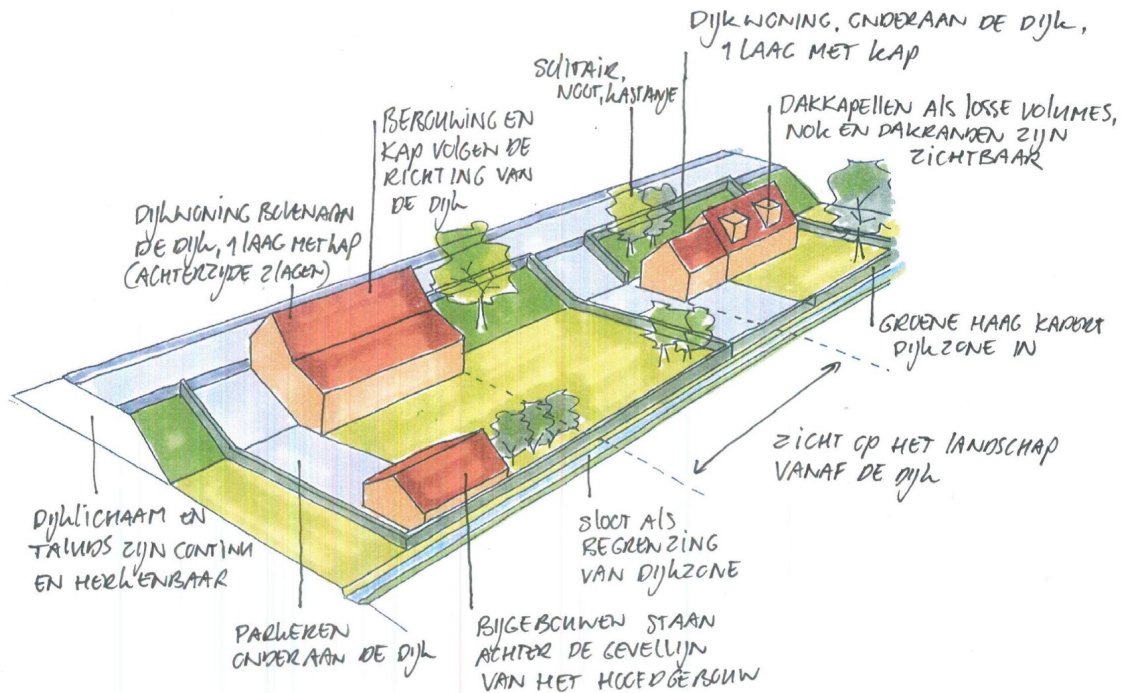 DIJKWONING, ONDERAAN DE DIJK,
1 LAAG MET KAP
SOLITAIR,
NOOT, KASTANJE
DAKKAPELLEN ALS LOSSE VOLUMES,
NOK EN DAKRANDEN ZIJN
ZICHTBAAR
BEBOUWING EN
KAP VOLGEN DE
RICHTING VAN
DE DIJK
DIJKWONING BOVENAAN
DE DIJK, 1 LAAG MET KAP
(ACHTERZIJDE 2 LAGEN)
GROENE HAAG KADERT
DIJKZONE IN
ZICHT OP HET LANDSCHAP
VANAF DE DIJK
DIJKLICHAAM EN
TALUDS ZIJN CONTINU
EN HERKENBAAR
SLOOT ALS
BEGRENZING
VAN DIJKZONE
PARKEREN
ONDERAAN DE DIJK
BIJGEBOUWEN STAAN
ACHTER DE GEVELLIJN
VAN HET HOOFDGEBOUW